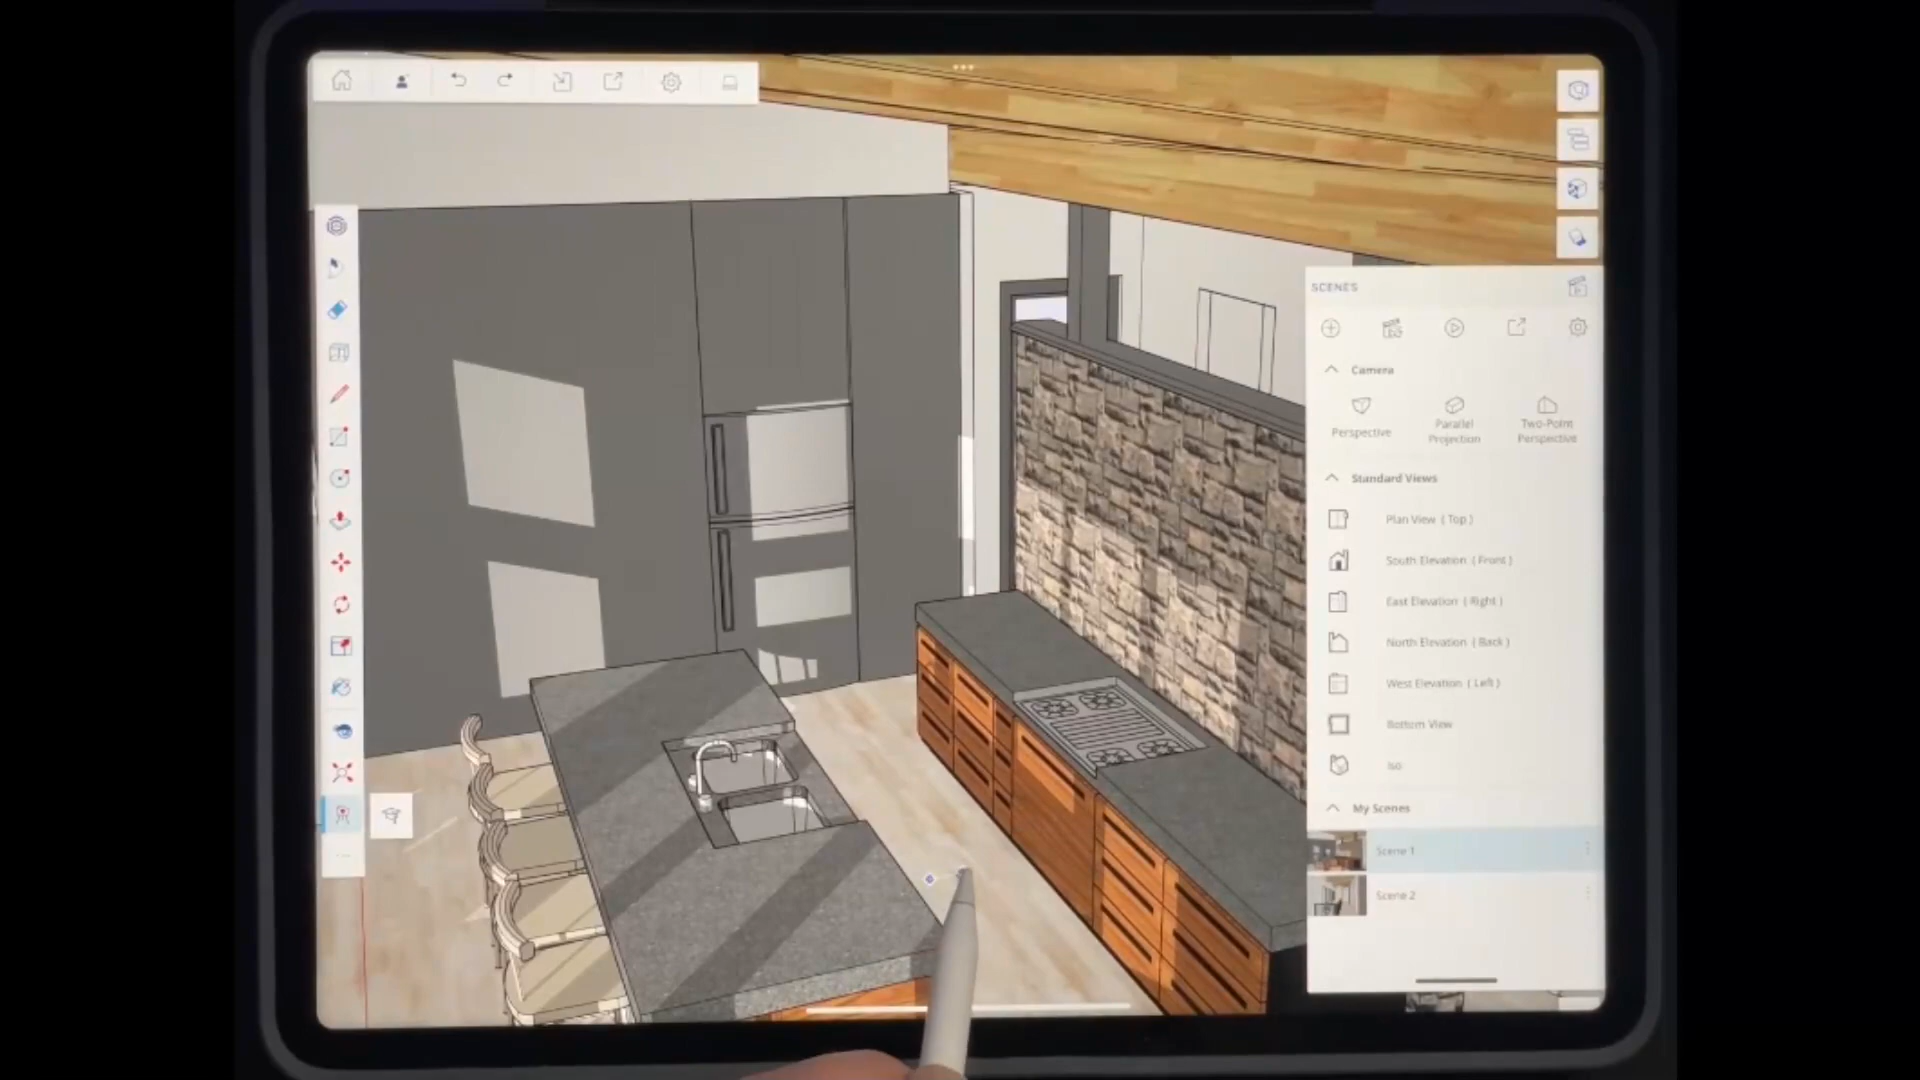 SCENES
Camera
Perspective
Parallel
Projection
Two-Point
Perspective
Standard Views
Plan View ( Top )
South Elevation ( Front )
East Elevation ( Right )
North Elevation ( Back )
West Elevation ( Left )
Bottom View
Iso
My Scenes
Scene 1
Scene 2